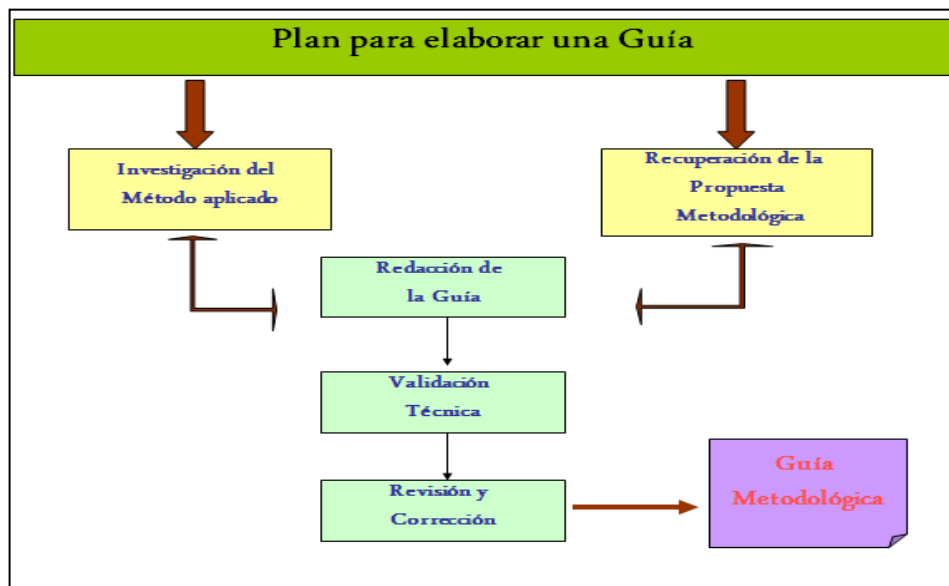 Plan para elaborar una Guía
Investigación del
Método aplicado
Recuperación de la
Propuesta
Metodológica
Redacción de
la Guía
Validación
Técnica
Revisión y
Corrección
Guía
Metodológica